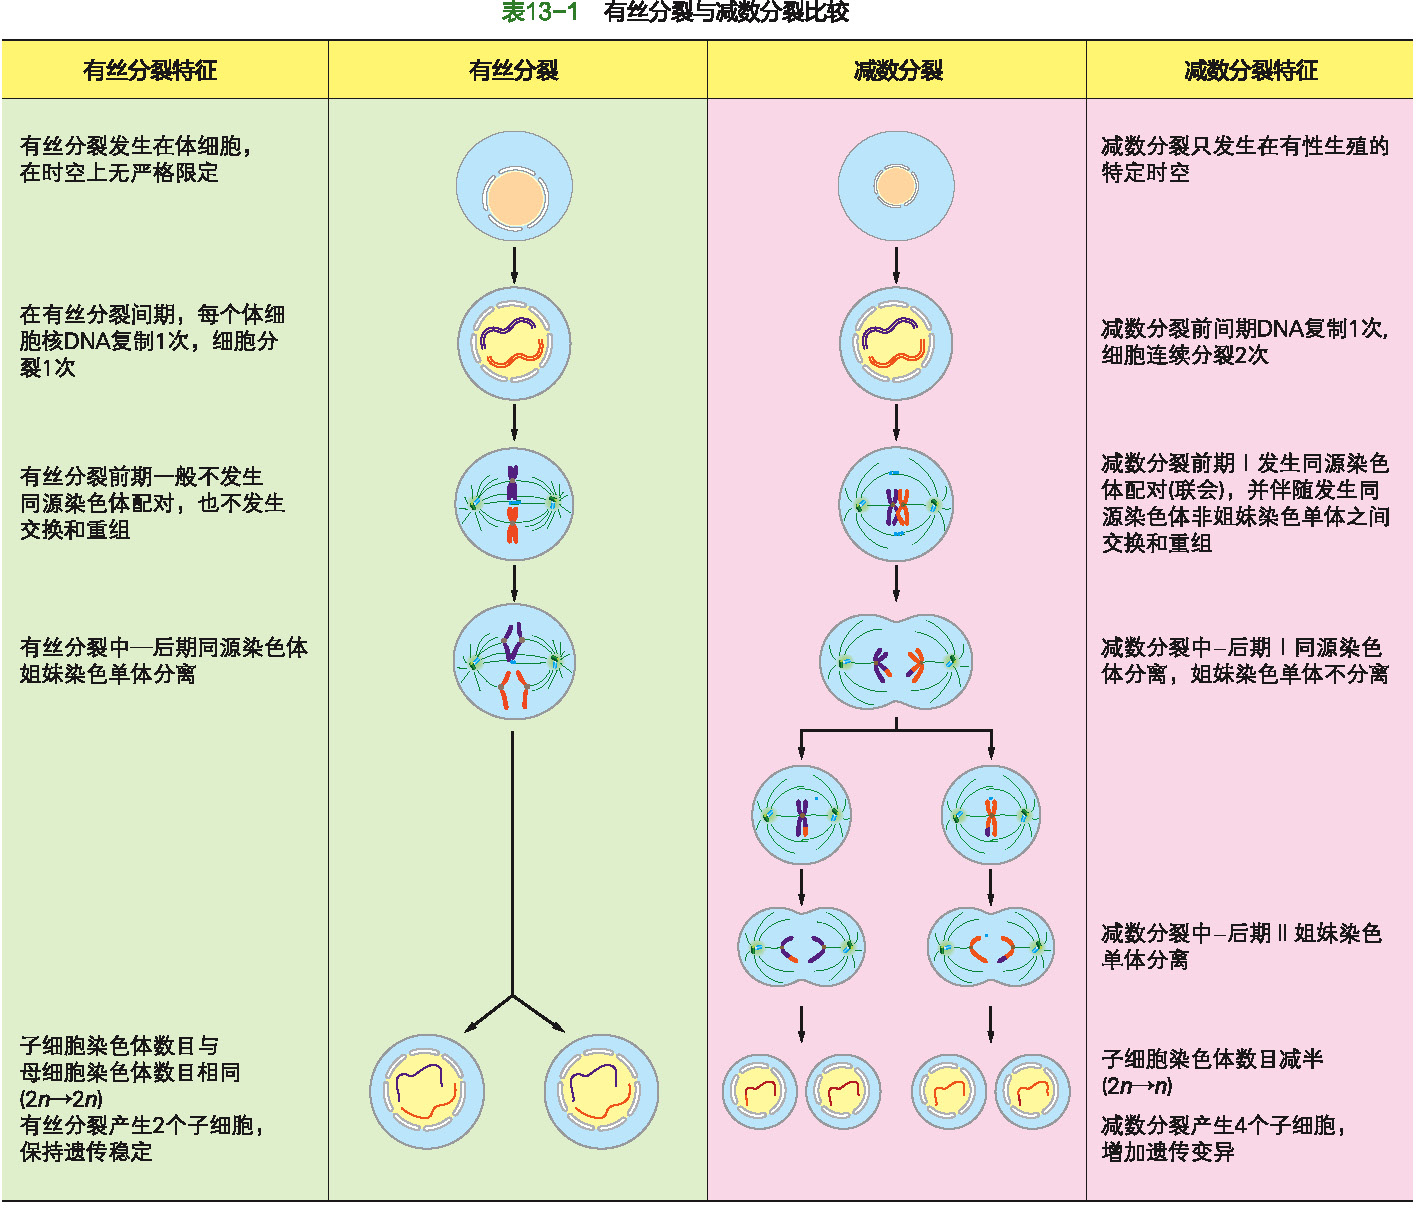 表13-1 有丝分裂与减数分裂比较
有丝分裂特征
有丝分裂
减数分裂
减数分裂特征
有丝分裂发生在体细胞，
在时空上无严格限定
减数分裂只发生在有性生殖的
特定时空
在有丝分裂间期，每个体细
胞核DNA复制1次，细胞分
裂1次
减数分裂前间期DNA复制1次,
细胞连续分裂2次
有丝分裂前期一般不发生
同源染色体配对，也不发生
交换和重组
减数分裂前期Ⅰ发生同源染色
体配对(联会)，并伴随发生同
源染色体非姐妹染色单体之间
交换和重组
有丝分裂中—后期同源染色体
姐妹染色单体分离
减数分裂中–后期Ⅰ同源染色
体分离，姐妹染色单体不分离
减数分裂中–后期Ⅱ姐妹染色
单体分离
子细胞染色体数目与
母细胞染色体数目相同
(2n→2n)
有丝分裂产生2个子细胞，
保持遗传稳定
子细胞染色体数目减半
(2n→n)
减数分裂产生4个子细胞，
增加遗传变异